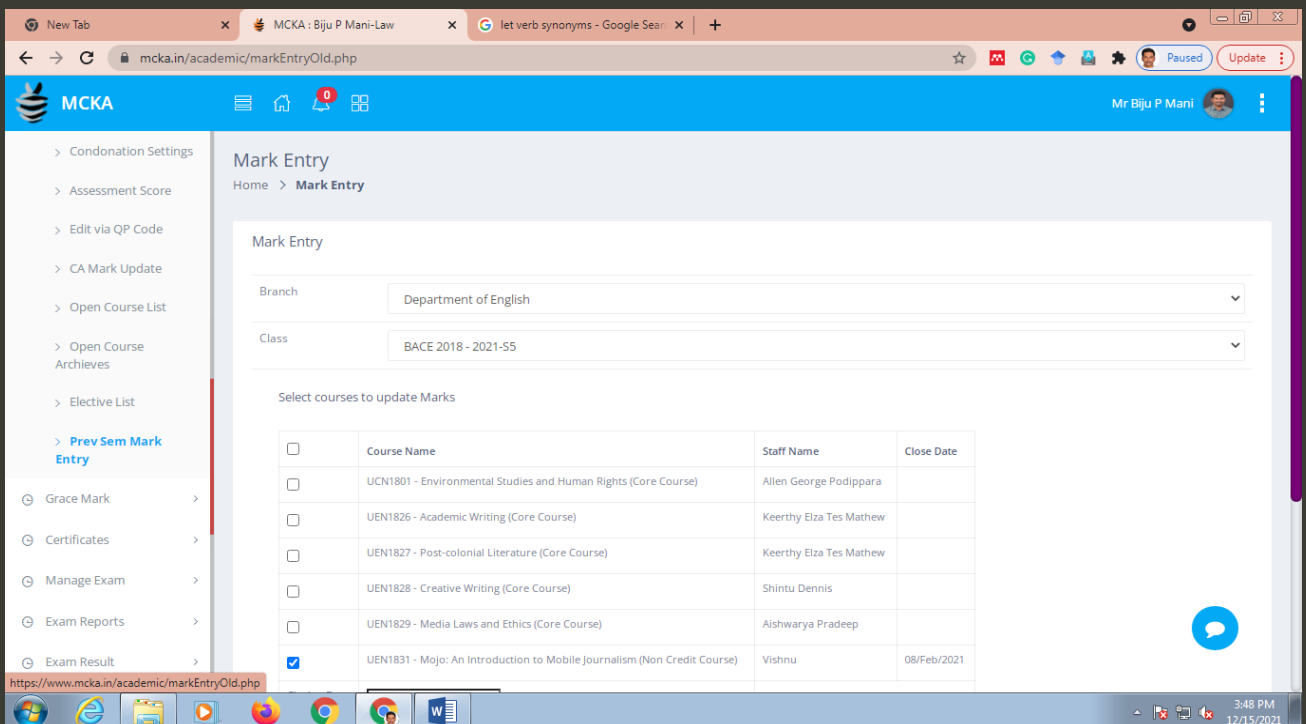 New Tab
MCKA : Biju P Mani-Law
let verb synonyms - Google Sear
mcka.in/academic/markEntryOld.php
Paused
Update
MCKA
0
Mr Biju P Mani
> Condonation Settings
> Assessment Score
> Edit via QP Code
> CA Mark Update
> Open Course List
> Open Course
Archieves
> Elective List
> Prev Sem Mark
Entry
Grace Mark >
Certificates >
Manage Exam >
Exam Reports >
Exam Result >
Mark Entry
Home > Mark Entry
Mark Entry
Branch
Department of English
Class
BACE 2018 - 2021-S5
Select courses to update Marks
Course Name Staff Name Close Date
UCN1801 - Environmental Studies and Human Rights (Core Course) Allen George Podippara
UEN1826 - Academic Writing (Core Course) Keerthy Elza Tes Mathew
UEN1827 - Post-colonial Literature (Core Course) Keerthy Elza Tes Mathew
UEN1828 - Creative Writing (Core Course) Shintu Dennis
UEN1829 - Media Laws and Ethics (Core Course) Aishwarya Pradeep
UEN1831 - Mojo: An Introduction to Mobile Journalism (Non Credit Course) Vishnu 08/Feb/2021
https://www.mcka.in/academic/markEntryOld.php
3:48 PM
12/15/2021